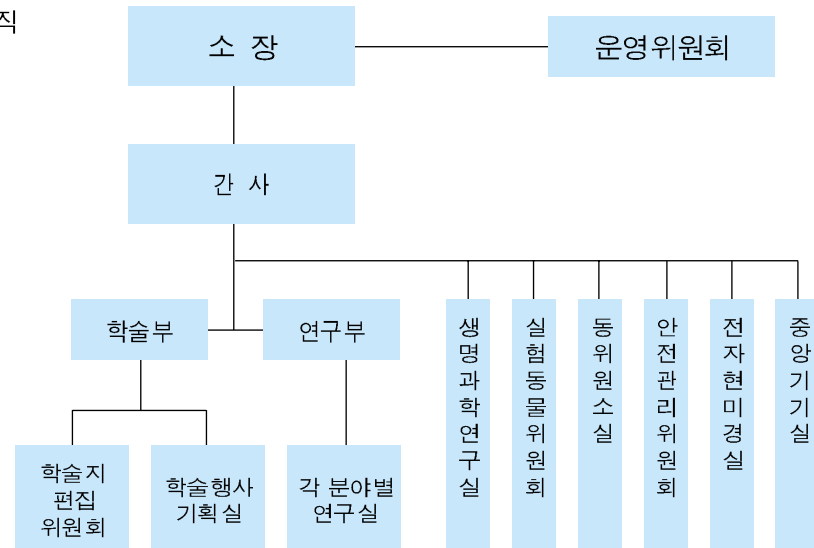 직
소 장
운영위원회
간 사
학술부
연구부
생명과학연구실
실험동물위원회
동위원소실
안전관리위원회
전자현미경실
중앙기기실
학술지
편집
위원회
학술행사
기획실
각 분야별
연구실